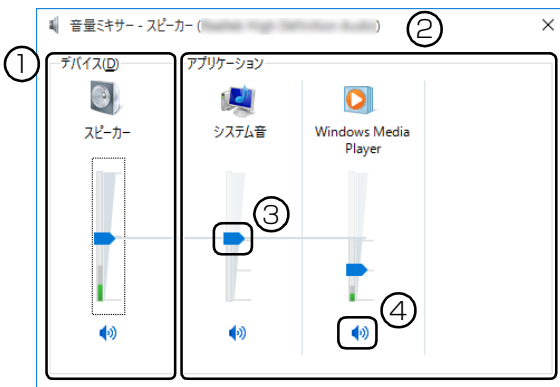 音量ミキサー - スピーカー (
)
②
①
デバイス(D)
アプリケーション
スピーカー
システム音
Windows Media
Player
③
④